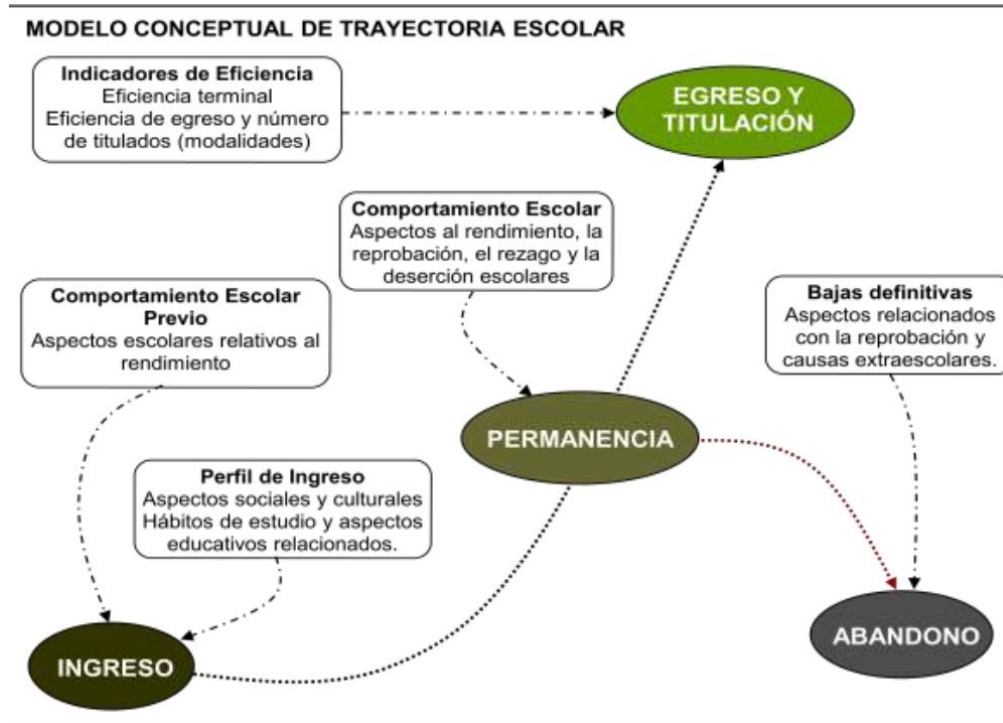 MODELO CONCEPTUAL DE TRAYECTORIA ESCOLAR
Indicadores de Eficiencia
Eficiencia terminal
Eficiencia de egreso y número
de titulados (modalidades)
EGRESO Y
TITULACIÓN
Comportamiento Escolar
Aspectos al rendimiento, la
reprobación, el rezago y la
deserción escolares
Comportamiento Escolar
Previo
Aspectos escolares relativos al
rendimiento
Bajas definitivas
Aspectos relacionados
con la reprobación y
causas extraescolares.
PERMANENCIA
Perfil de Ingreso
Aspectos sociales y culturales
Hábitos de estudio y aspectos
educativos relacionados.
INGRESO
ABANDONO